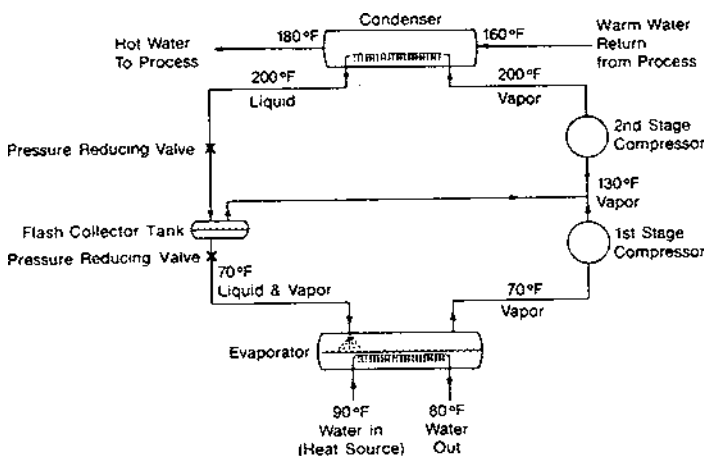 Condenser
Hot Water
To Process
180°F
160°F
Warm Water
Return
from Process
200°F
Liquid
200°F
Vapor
Pressure Reducing Valve
2nd Stage
Compressor
130°F
Vapor
Flash Collector Tank
1st Stage
Compressor
Pressure Reducing Valve
70°F
Liquid & Vapor
70°F
Vapor
Evaporator
90°F
Water in
(Heat Source)
80°F
Water
Out